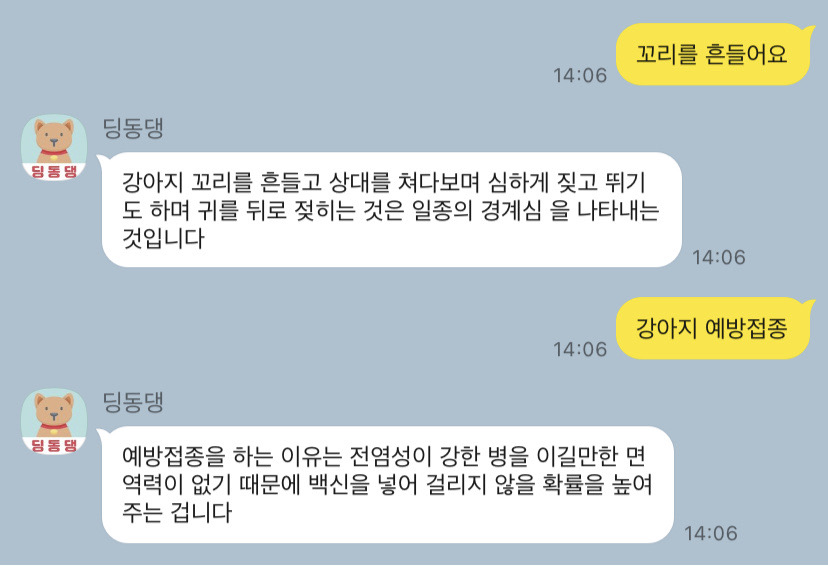 꼬리를 흔들어요
14:06
딩동댕
딩동댕
강아지 꼬리를 흔들고 상대를 쳐다보며 심하게 짖고 뛰기
도 하며 귀를 뒤로 젖히는 것은 일종의 경계심 을 나타내는
것입니다
14:06
강아지 예방접종
14:06
딩동댕
딩동댕
예방접종을 하는 이유는 전염성이 강한 병을 이길만한 면
역력이 없기 때문에 백신을 넣어 걸리지 않을 확률을 높여
주는 겁니다
14:06